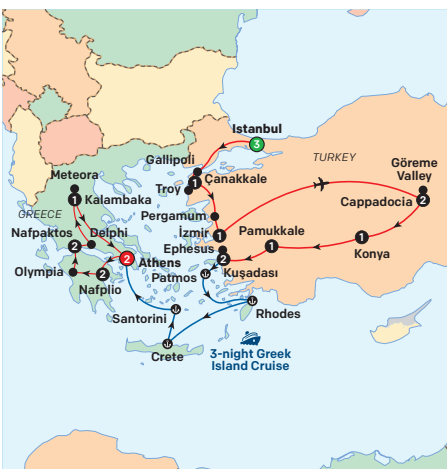 Istanbul
3
TURKEY
Gallipoli
Çanakkale
1
Troy
Göreme
Valley
Cappadocia
2
Meteora
1
Kalambaka
GREECE
Pergamum
İzmir
1
Pamukkale
1
1
Konya
Nafpaktos
2
Delphi
Ephesus
2
Kuşadası
Athens
2
Patmos
Olympia
2
Nafplio
Santorini
Rhodes
Crete
3-night Greek
Island Cruise